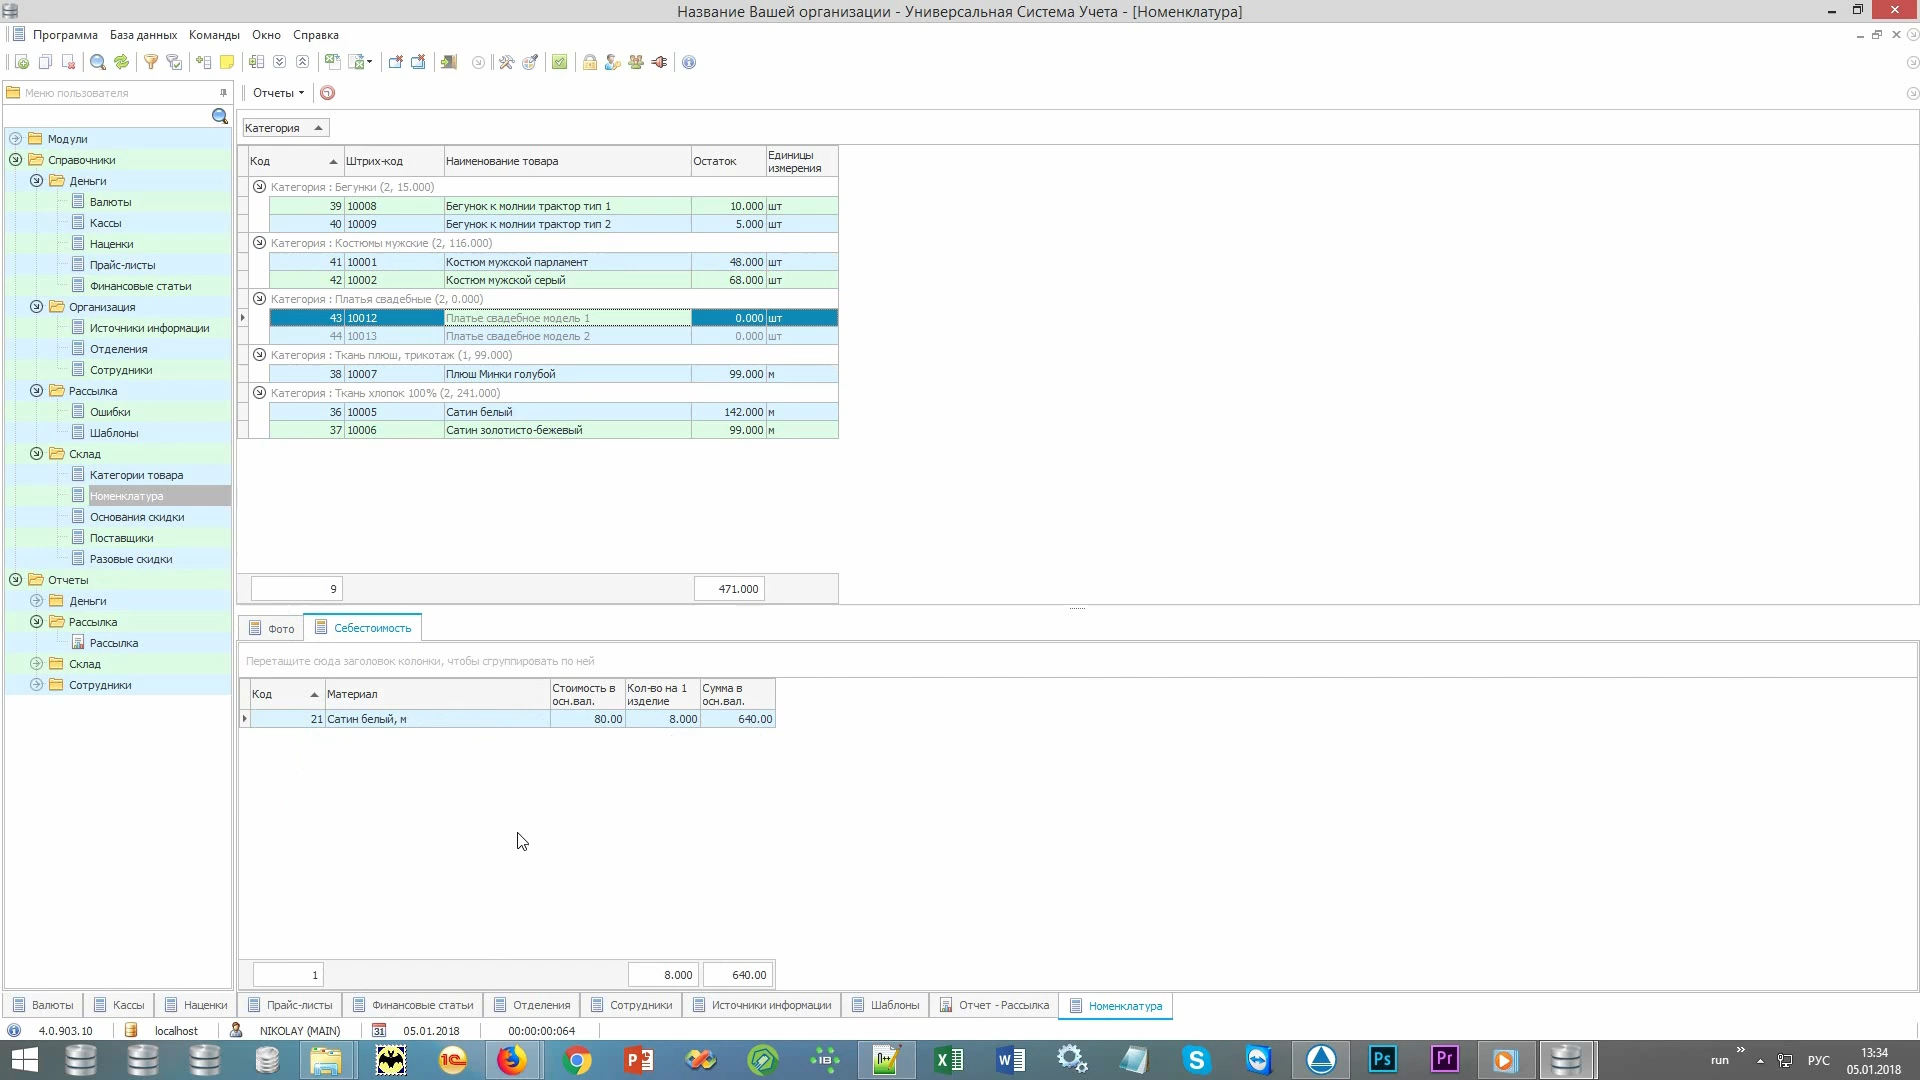 Название Вашей организации - Универсальная Система Учета - [Номенклатура]
Программа База данных Команды Окно Справка
Меню пользователя
Отчеты
Модули
Справочники
Деньги
Валюты
Кассы
Наценки
Прайс-листы
Финансовые статьи
Организация
Источники информации
Отделения
Сотрудники
Рассылка
Ошибки
Шаблоны
Склад
Категории товара
Номенклатура
Основания скидки
Поставщики
Разовые скидки
Отчеты
Деньги
Рассылка
Рассылка
Склад
Сотрудники
Категория
Код Штрих-код Наименование товара Остаток Единицы измерения
Категория : Бегунки (2, 15.000)
39 10008 Бегунок к молнии трактор тип 1 10.000 шт
40 10009 Бегунок к молнии трактор тип 2 5.000 шт
Категория : Костюмы мужские (2, 116.000)
41 10001 Костюм мужской парламент 48.000 шт
42 10002 Костюм мужской серый 68.000 шт
Категория : Платья свадебные (2, 0.000)
43 10012 Платье свадебное модель 1 0.000 шт
44 10013 Платье свадебное модель 2 0.000 шт
Категория : Ткань плюш, трикотаж (1, 99.000)
38 10007 Плюш Минки голубой 99.000 м
Категория : Ткань хлопок 100% (2, 241.000)
36 10005 Сатин белый 142.000 м
37 10006 Сатин золотисто-бежевый 99.000 м
9 471.000
Фото Себестоимость
Перетащите сюда заголовок колонки, чтобы сгруппировать по ней
Код Материал Стоимость в осн.вал. Кол-во на 1 изделие Сумма в осн.вал.
21 Сатин белый, м 80.00 8.000 640.00
1 8.000 640.00
Валюты Кассы Наценки Прайс-листы Финансовые статьи Отделения Сотрудники Источники информации Шаблоны Отчет - Рассылка Номенклатура
4.0.903.10 localhost NIKOLAY (MAIN) 31 05.01.2018 00:00:00:064
run » РУС 13:34
05.01.2018